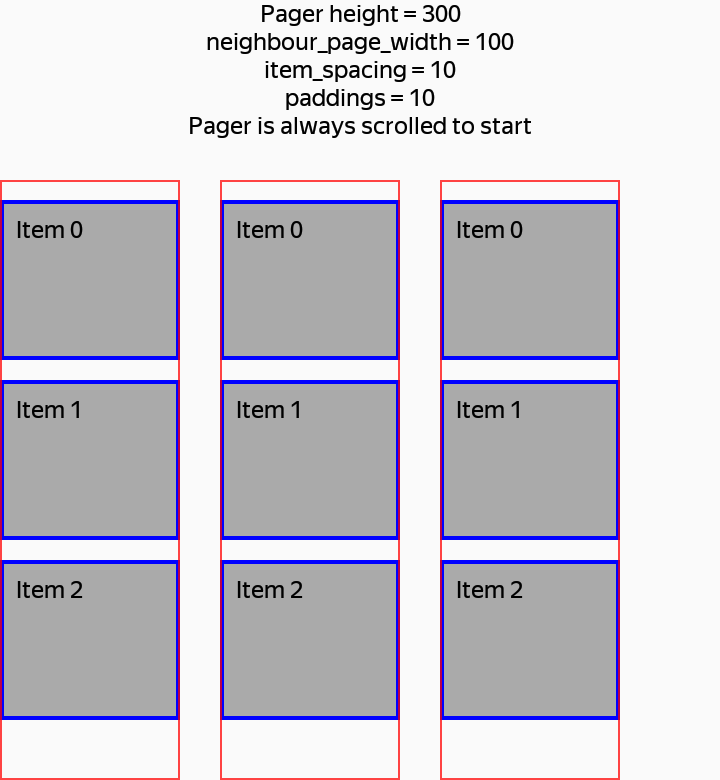 Pager height = 300
neighbour_page_width = 100
item_spacing = 10
paddings = 10
Pager is always scrolled to start
Item 0
Item 1
Item 2
Item 0
Item 1
Item 2
Item 0
Item 1
Item 2